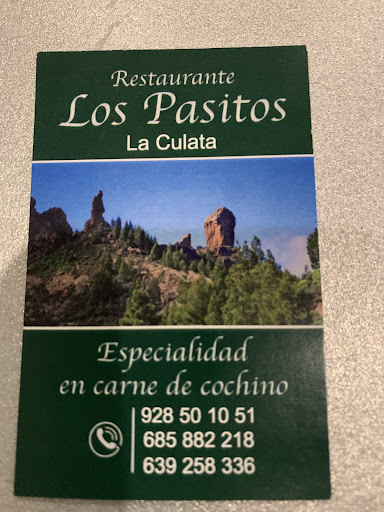 Restaurante
Los Pasitos
La Culata
Especialidad
en carne de cochino
928 50 10 51
685 882 218
639 258 336